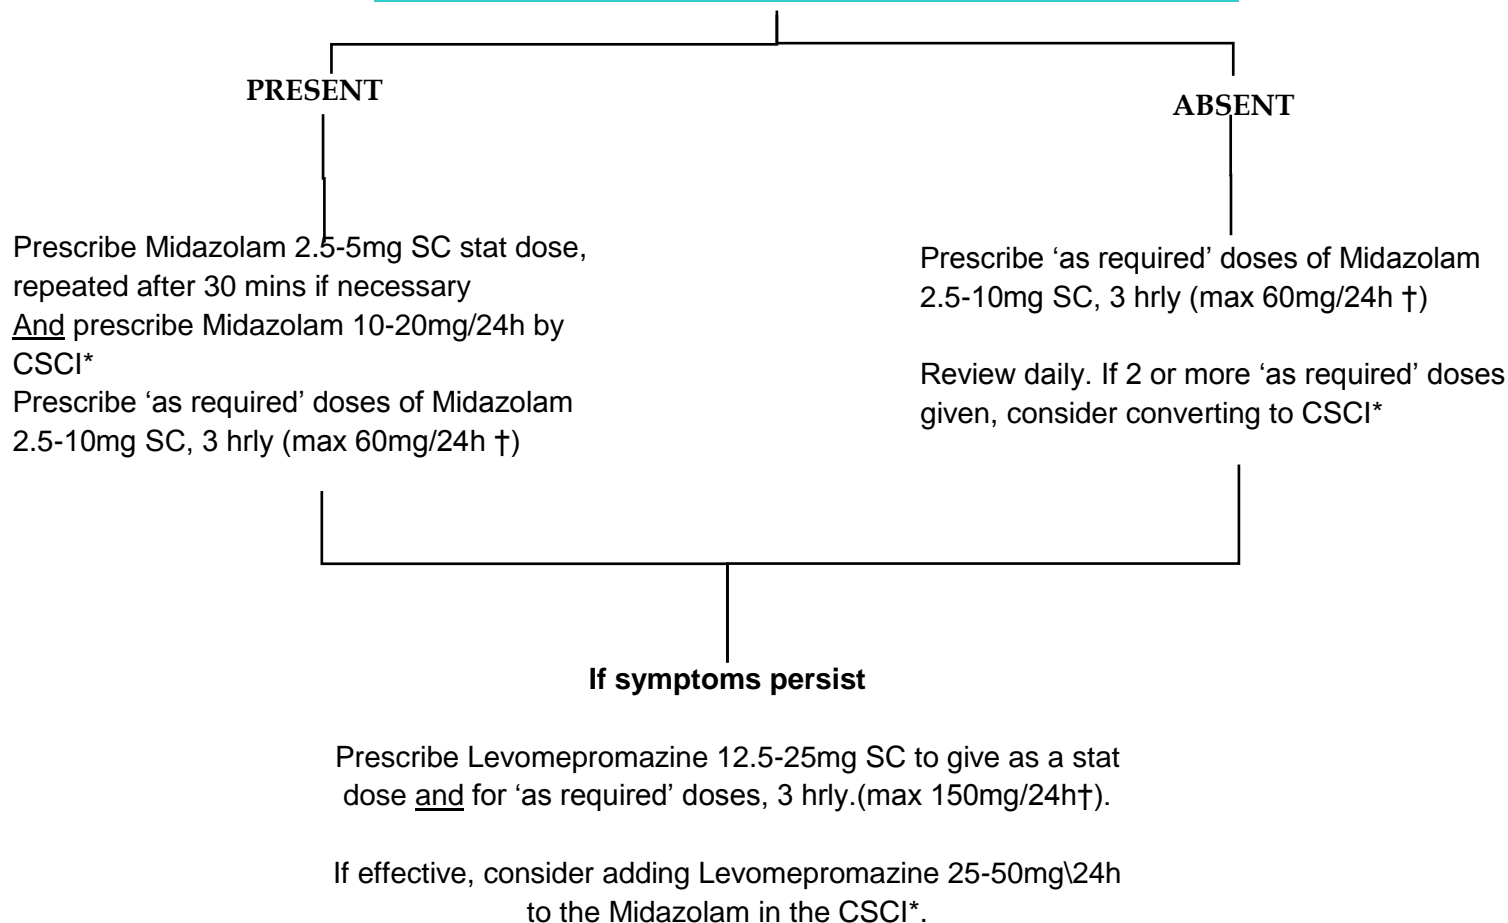 PRESENT
ABSENT
Prescribe Midazolam 2.5-5mg SC stat dose,
repeated after 30 mins if necessary
And prescribe Midazolam 10-20mg/24h by
CSCI*
Prescribe ‘as required’ doses of Midazolam
2.5-10mg SC, 3 hrly (max 60mg/24h †)
Prescribe ‘as required’ doses of Midazolam
2.5-10mg SC, 3 hrly (max 60mg/24h †)
Review daily. If 2 or more ‘as required’ doses
given, consider converting to CSCI*
If symptoms persist
Prescribe Levomepromazine 12.5-25mg SC to give as a stat
dose and for ‘as required’ doses, 3 hrly.(max 150mg/24h†).
If effective, consider adding Levomepromazine 25-50mg\24h
to the Midazolam in the CSCI*.